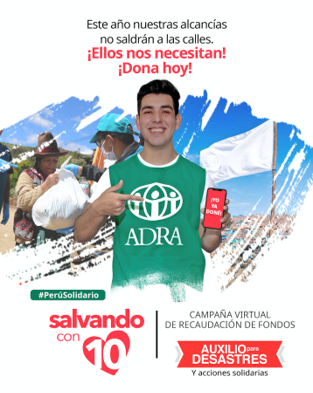 Este año nuestras alcancías
no saldrán a las calles.
¡Ellos nos necesitan!
¡Dona hoy!
¡YO
YA
DONÉ!
ADRA
#PerúSolidario
salvando
con
10
CAMPAÑA VIRTUAL
DE RECAUDACIÓN DE FONDOS
AUXILIO para
DESASTRES
Y acciones solidarias